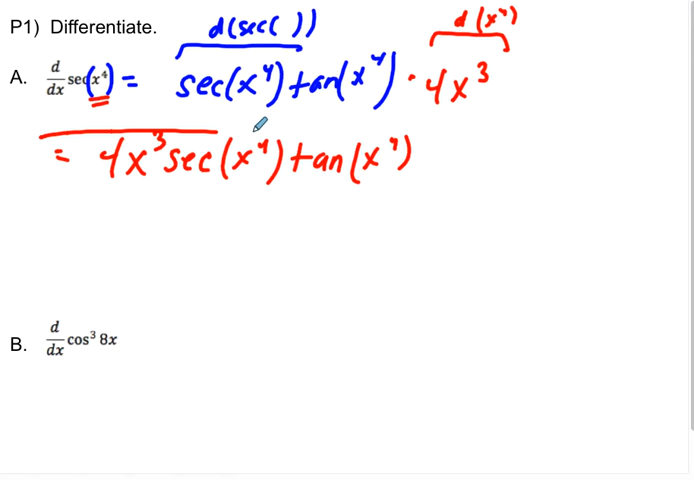 P1) Differentiate.
d(sec( ))
d(x⁴)
A. d/dx sec(x⁴) = sec(x⁴)tan(x⁴) · 4x³
= 4x³sec(x⁴)tan(x⁴)
B. d/dx cos³ 8x